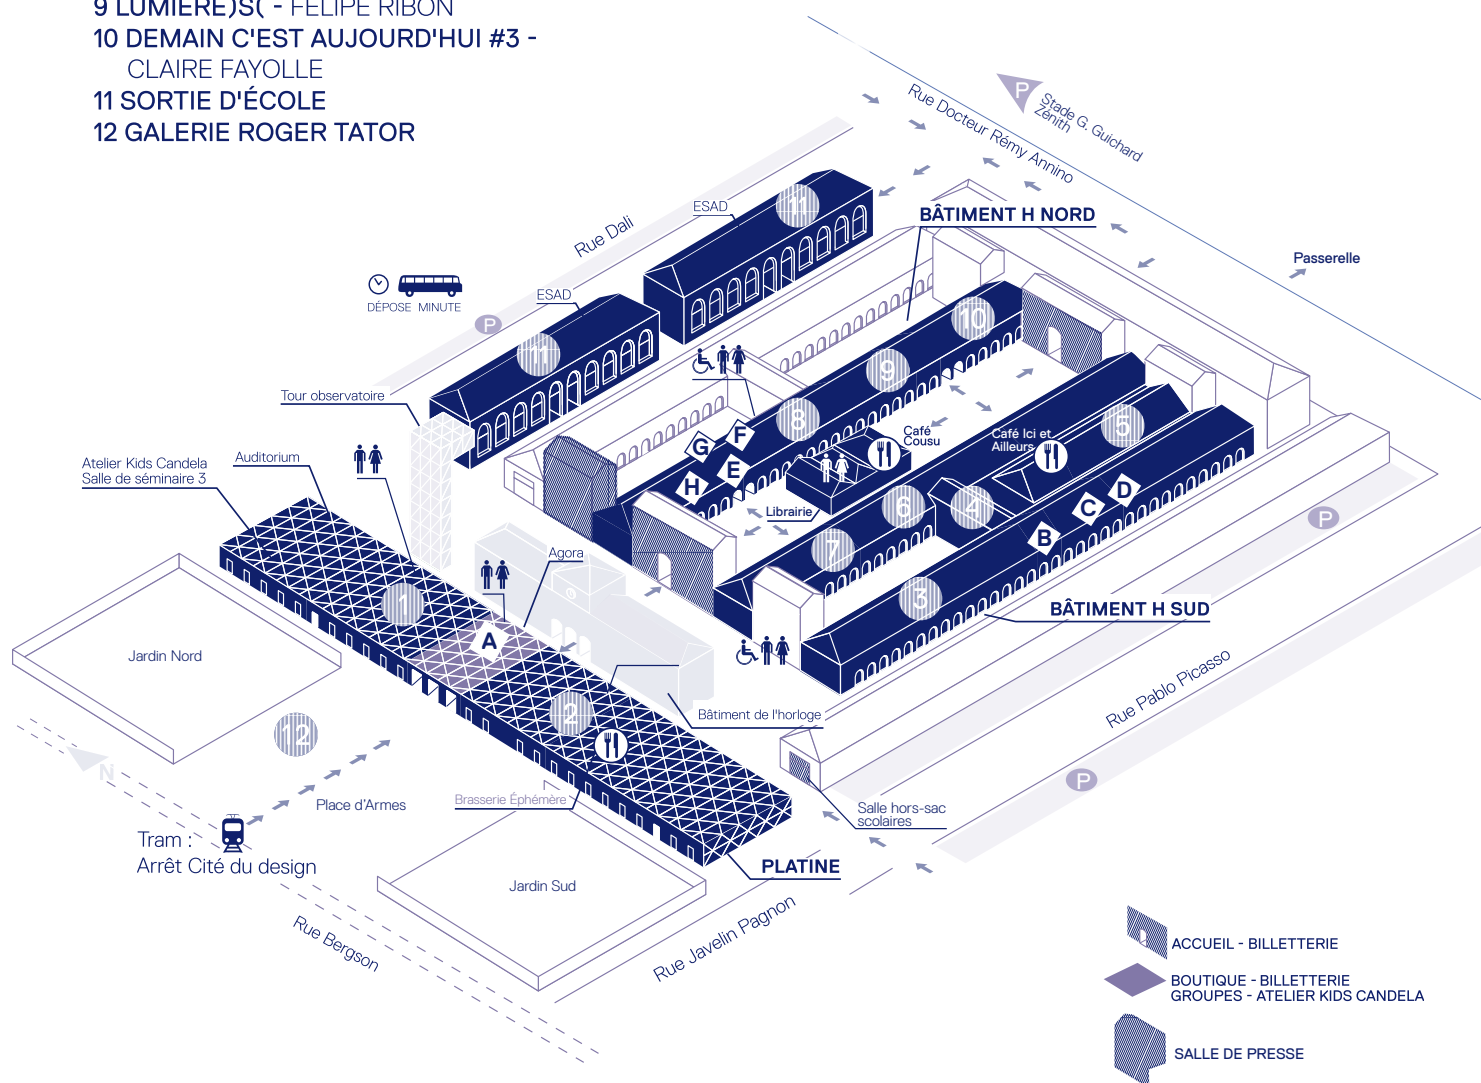 9 LUMIÈRE)S( - FELIPE RIBON
10 DEMAIN C'EST AUJOURD'HUI #3 -
CLAIRE FAYOLLE
11 SORTIE D'ÉCOLE
12 GALERIE ROGER TATOR
P
Stade G. Guichard
Zénith
Rue Docteur Rémy Annino
ESAD
11
Rue Dali
BÂTIMENT H NORD
Passerelle
DÉPOSE MINUTE
ESAD
P
11
10
9
8
Tour observatoire
Café
Cousu
Café Ici et
Ailleurs
5
F
G
E
H
Auditorium
Atelier Kids Candela
Salle de séminaire 3
D
C
B
6
4
Librairie
P
7
Agora
3
1
A
BÂTIMENT H SUD
Jardin Nord
Rue Pablo Picasso
2
12
Bâtiment de l'horloge
N
P
Place d'Armes
Brasserie Éphémère
Salle hors-sac
scolaires
Tram :
Arrêt Cité du design
PLATINE
Jardin Sud
Rue Bergson
Rue Javelin Pagnon
ACCUEIL - BILLETTERIE
BOUTIQUE - BILLETTERIE
GROUPES - ATELIER KIDS CANDELA
SALLE DE PRESSE